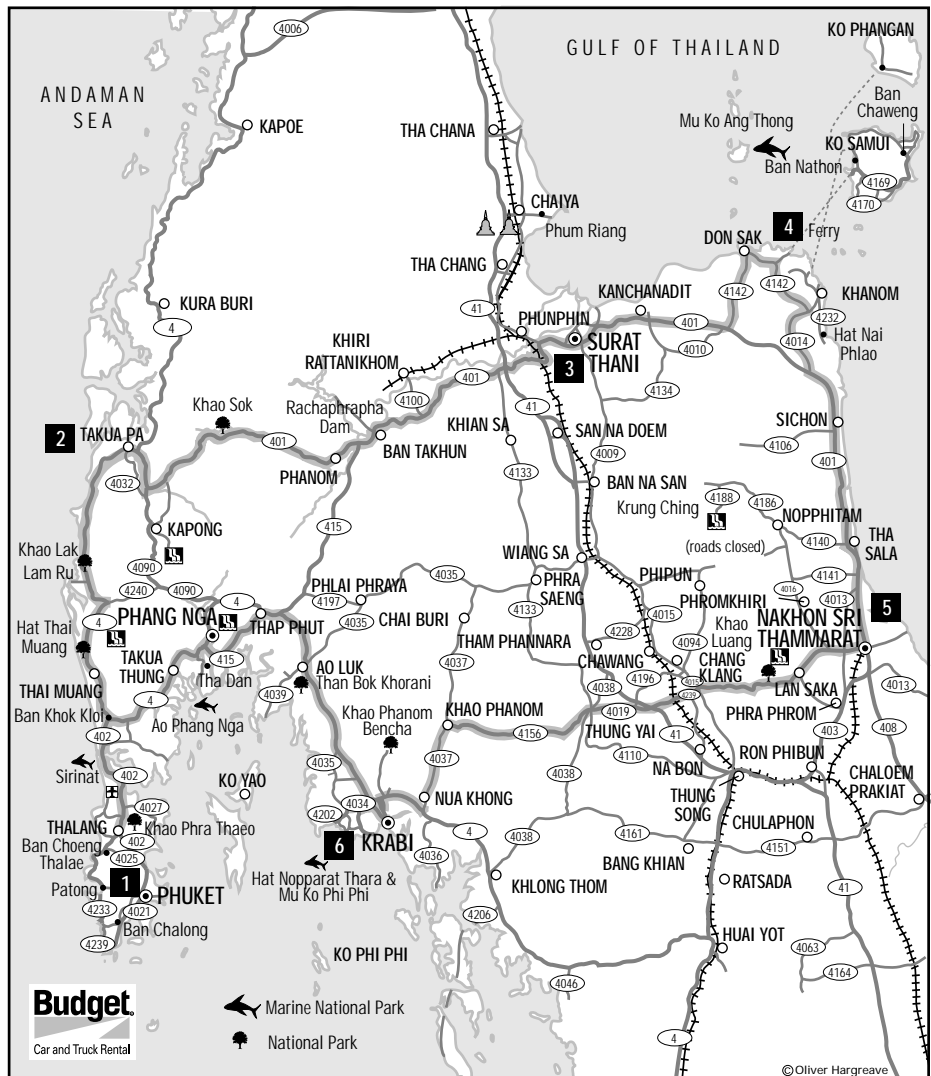 4006
GULF OF THAILAND
KO PHANGAN
ANDAMAN
SEA
Ban
Chaweng
KAPOE
THA CHANA
Mu Ko Ang Thong
KO SAMUI
Ban Nathon
4169
4170
CHAIYA
Phum Riang
4
Ferry
DON SAK
THA CHANG
4142
4142
KANCHANADIT
KHANOM
KURA BURI
41
4
PHUNPHIN
401
4232
Hat Nai
Phlao
KHIRI
RATTANIKHOM
SURAT
THANI
4010
4014
3
401
4100
4134
Khao Sok
Rachaphrapha
Dam
41
SICHON
2
TAKUA PA
401
KHIAN SA
SAN NA DOEM
BAN TAKHUN
4106
PHANOM
4009
401
4032
4133
BAN NA SAN
4188
4186
Krung Ching
NOPPHITAM
KAPONG
415
(roads closed)
4140
THA
SALA
Khao Lak
Lam Ru
WIANG SA
4090
4035
PHIPUN
4141
4240
4090
PHLAI PHRAYA
PHRA
SAENG
4016
4
4197
PHROMKHIRI
4013
PHANG NGA
4035
CHAI BURI
4133
4015
NAKHON SRI
THAMMARAT
5
4
THAP PHUT
THAM PHANNARA
4228
4094
Khao
Luang
Hat Thai
Muang
TAKUA
THUNG
415
AO LUK
4037
CHAWANG
CHANG
KLANG
Tha Dan
Than Bok Khorani
4196
4015
THAI MUANG
4038
4239
LAN SAKA
4013
4039
Ban Khok Kloi
4
Ao Phang Nga
Khao Phanom
Bencha
KHAO PHANOM
4019
PHRA PHROM
4156
THUNG YAI
41
403
408
402
4110
RON PHIBUN
Sirinat
402
4035
4037
NA BON
KO YAO
4038
CHALOEM
PRAKIAT
4027
4034
NUA KHONG
THUNG
SONG
THALANG
Khao Phra Thaeo
4202
Ban Choeng
Thalae
402
6
KRABI
4
4038
4161
CHULAPHON
4025
4036
4151
BANG KHIAN
Hat Nopparat Thara &
Mu Ko Phi Phi
Patong
1
PHUKET
KHLONG THOM
RATSADA
41
4233
4021
4206
Ban Chalong
HUAI YOT
4239
KO PHI PHI
4063
4164
4046
Budget®
Car and Truck Rental
Marine National Park
National Park
4
©Oliver Hargreave